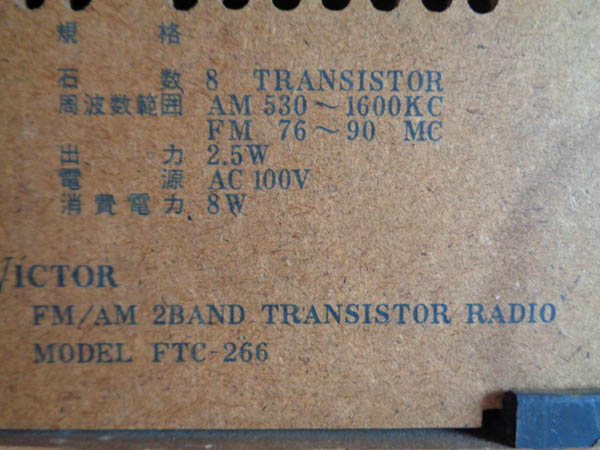 規格
石数 8 TRANSISTOR
周波数範囲 AM 530~1600KC
FM 76~90 MC
出力 2.5W
電源 AC 100V
消費電力 8W
VICTOR
FM/AM 2BAND TRANSISTOR RADIO
MODEL FTC-266